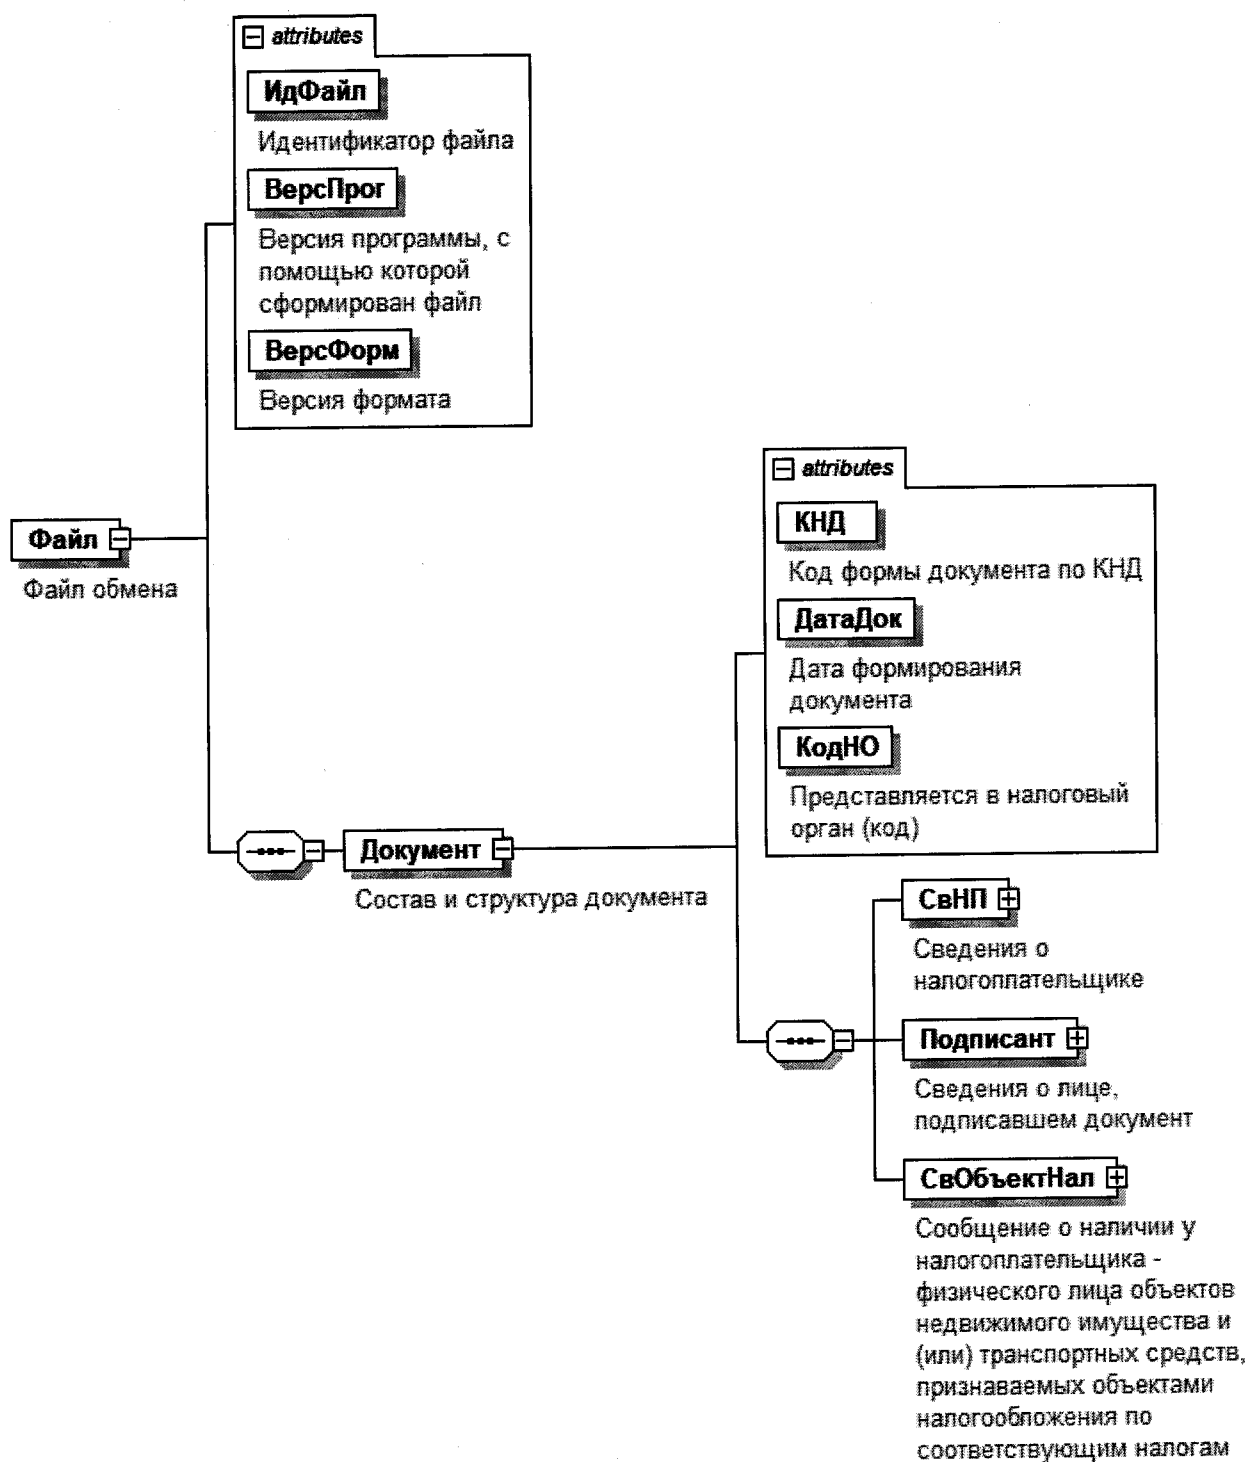 attributes
ИдФайл
Идентификатор файла
ВерсПрог
Версия программы, с
помощью которой
сформирован файл
ВерсФорм
Версия формата
Файл
Файл обмена
attributes
КНД
Код формы документа по КНД
ДатаДок
Дата формирования
документа
КодНО
Представляется в налоговый
орган (код)
Документ
Состав и структура документа
СвНП
Сведения о
налогоплательщике
Подписант
Сведения о лице,
подписавшем документ
СвОбъектНал
Сообщение о наличии у
налогоплательщика -
физического лица объектов
недвижимого имущества и
(или) транспортных средств,
признаваемых объектами
налогообложения по
соответствующим налогам